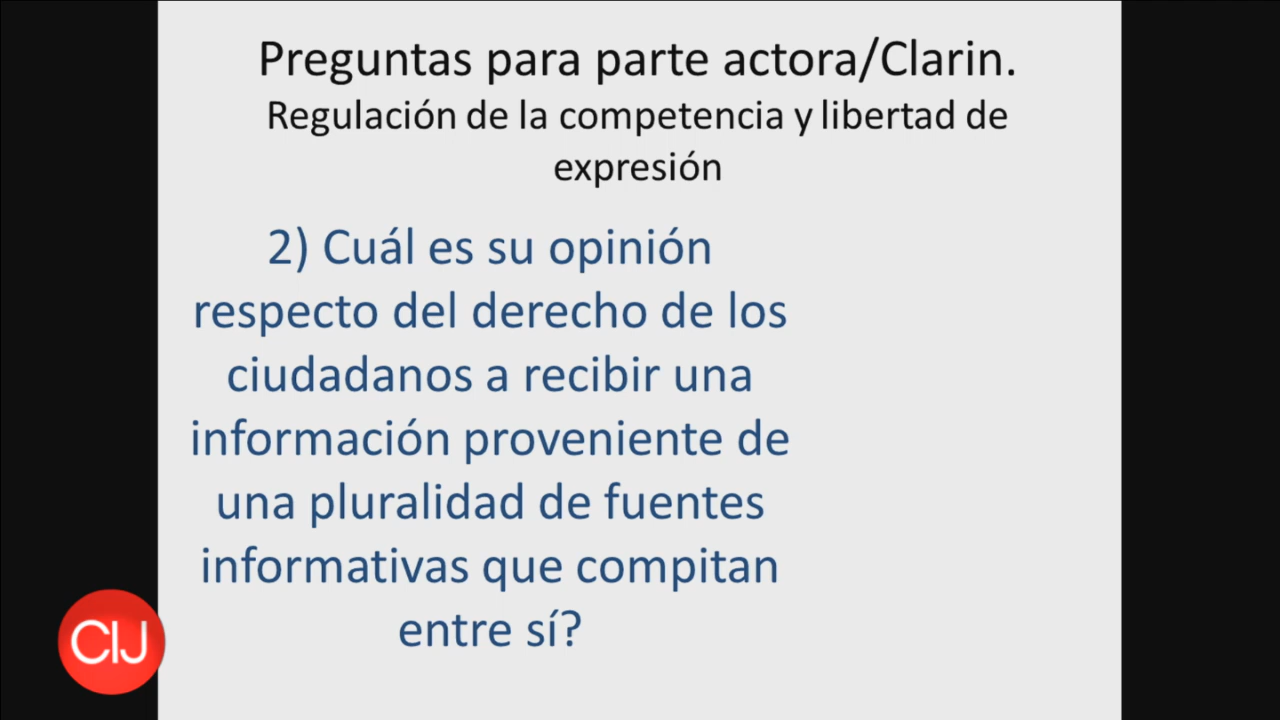 Preguntas para parte actora/Clarin.
Regulación de la competencia y libertad de
expresión
2) Cuál es su opinión
respecto del derecho de los
ciudadanos a recibir una
información proveniente de
una pluralidad de fuentes
informativas que compitan
entre sí?
CIJ